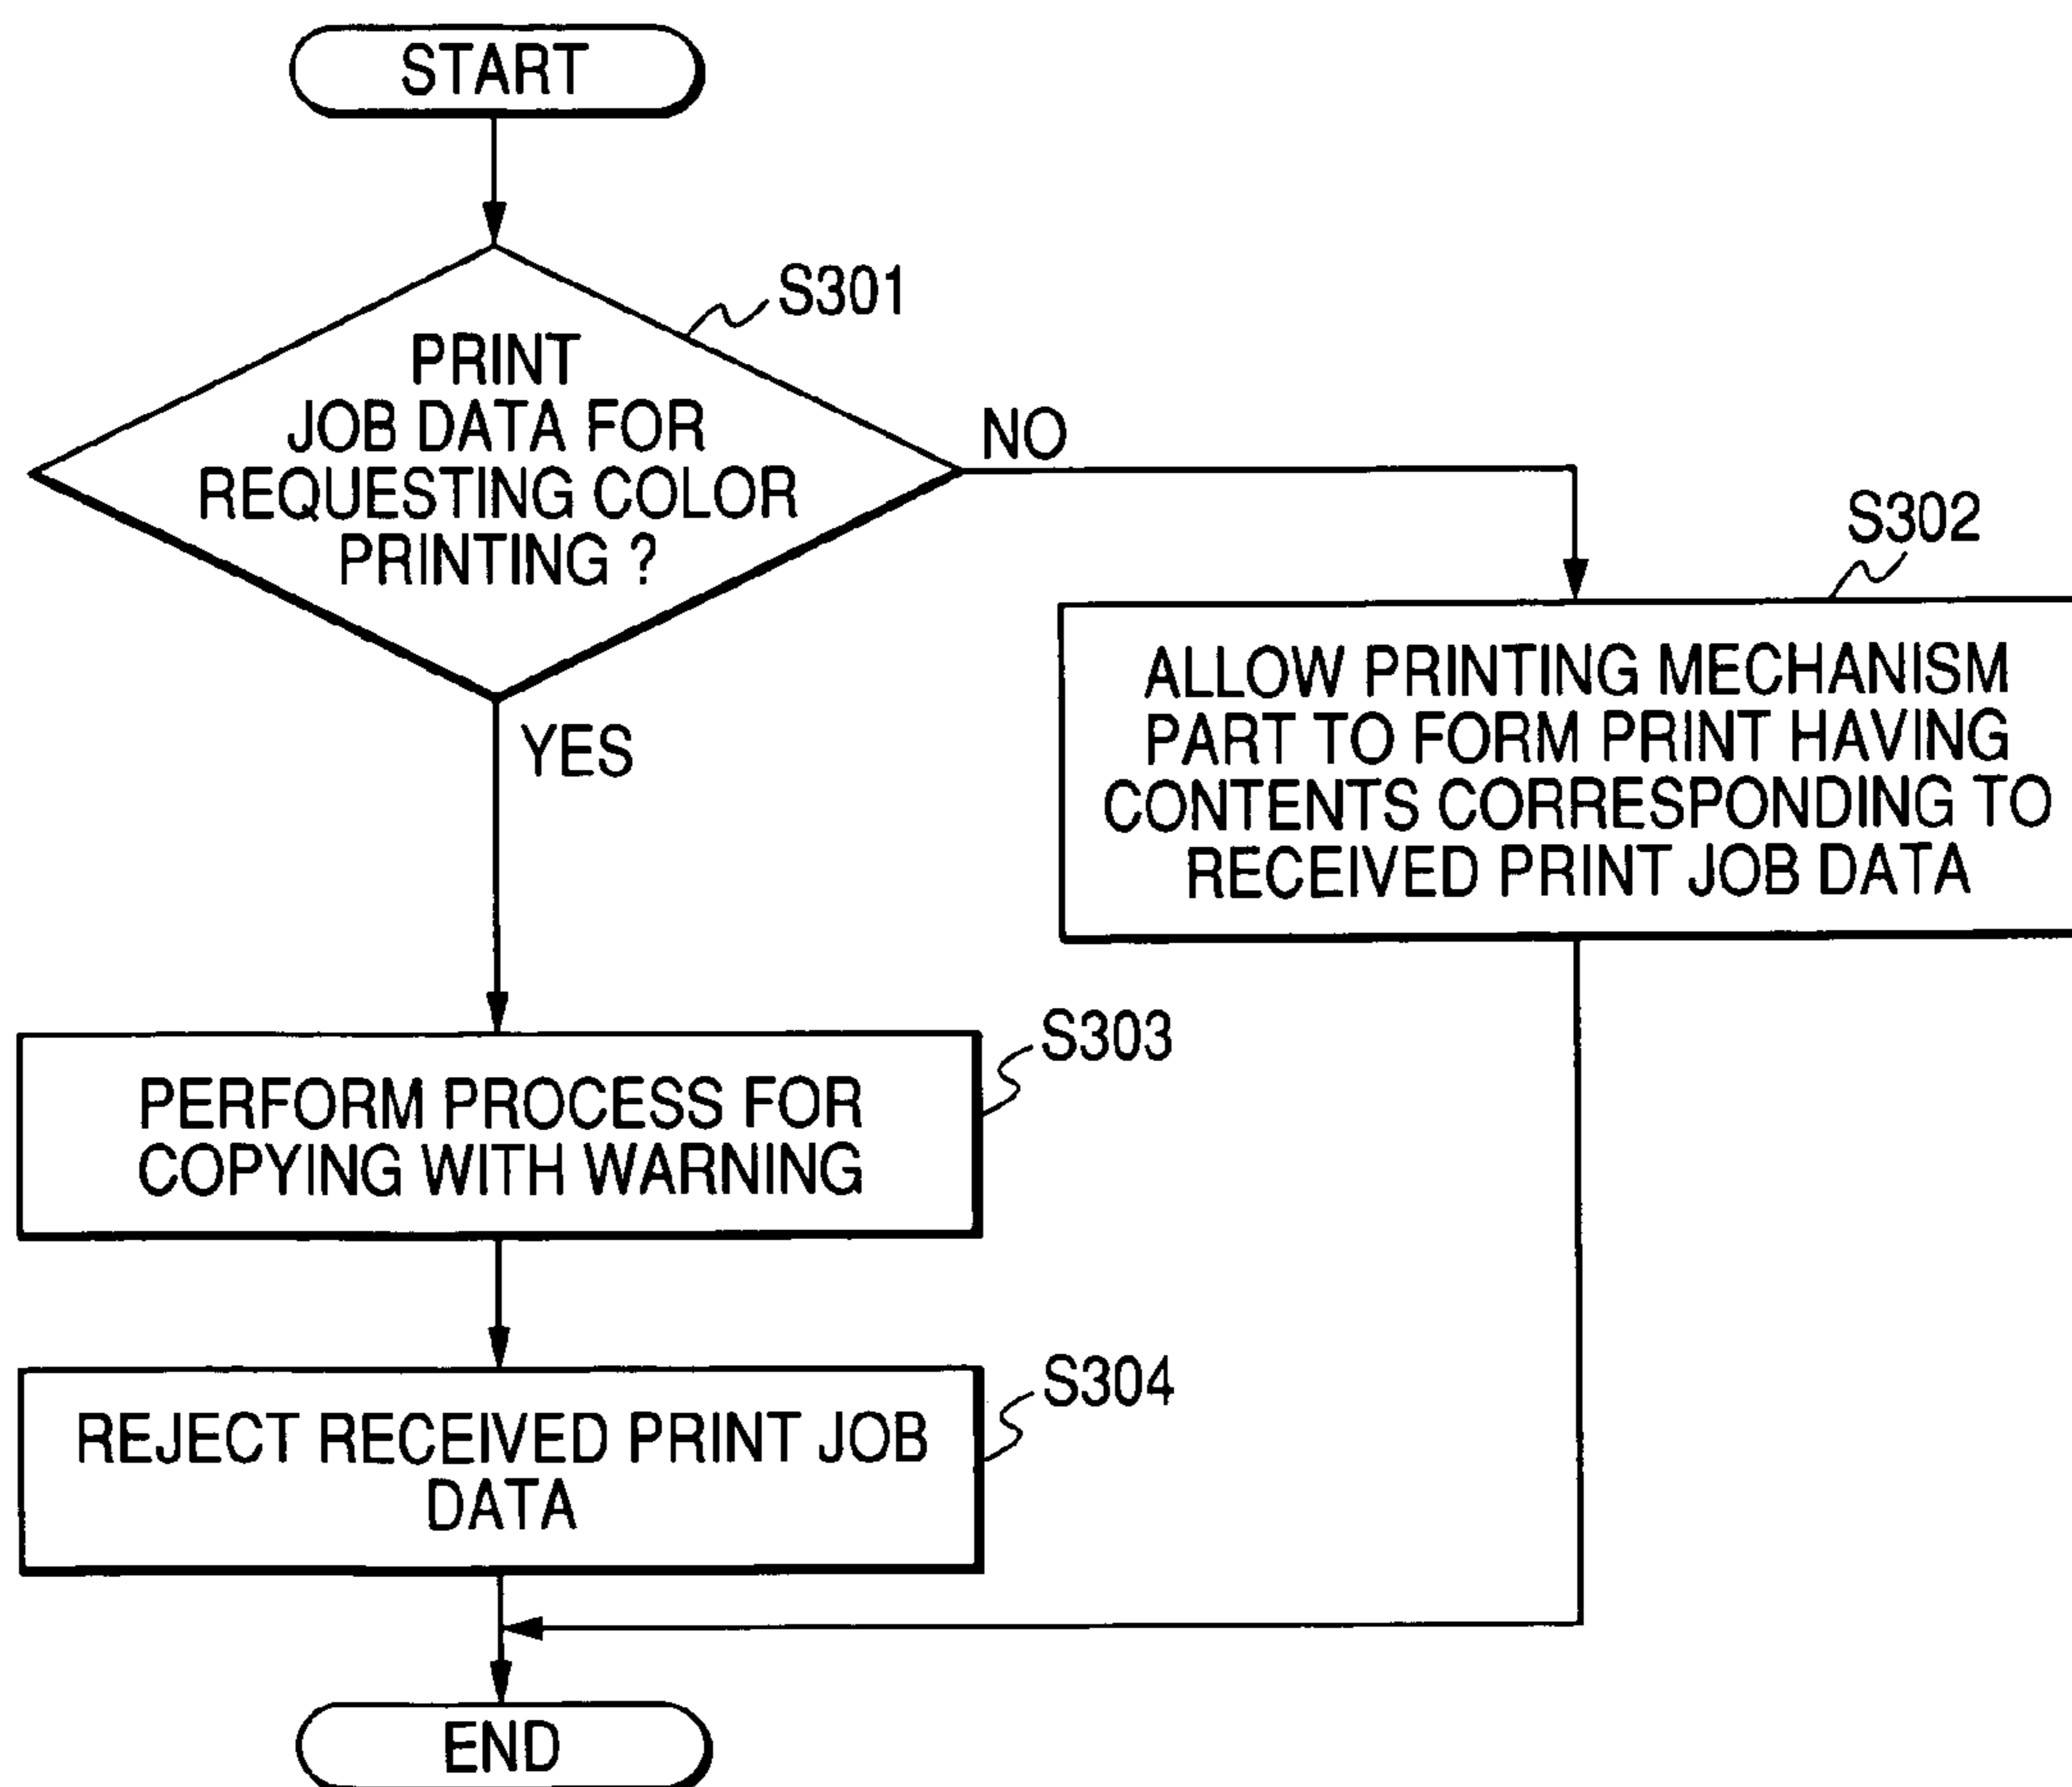 START
S301
PRINT
JOB DATA FOR
REQUESTING COLOR
PRINTING ?
NO
YES
S302
ALLOW PRINTING MECHANISM
PART TO FORM PRINT HAVING
CONTENTS CORRESPONDING TO
RECEIVED PRINT JOB DATA
S303
PERFORM PROCESS FOR
COPYING WITH WARNING
S304
REJECT RECEIVED PRINT JOB
DATA
END